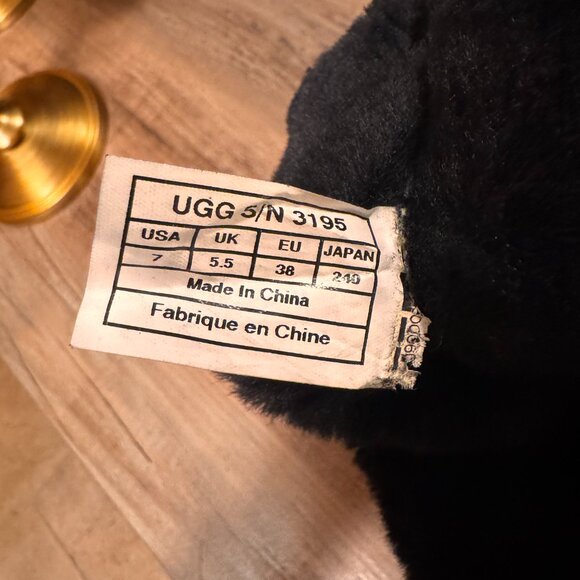 UGG S/N 3195
USA UK EU JAPAN
7 5.5 38 240
Made In China
Fabrique en Chine